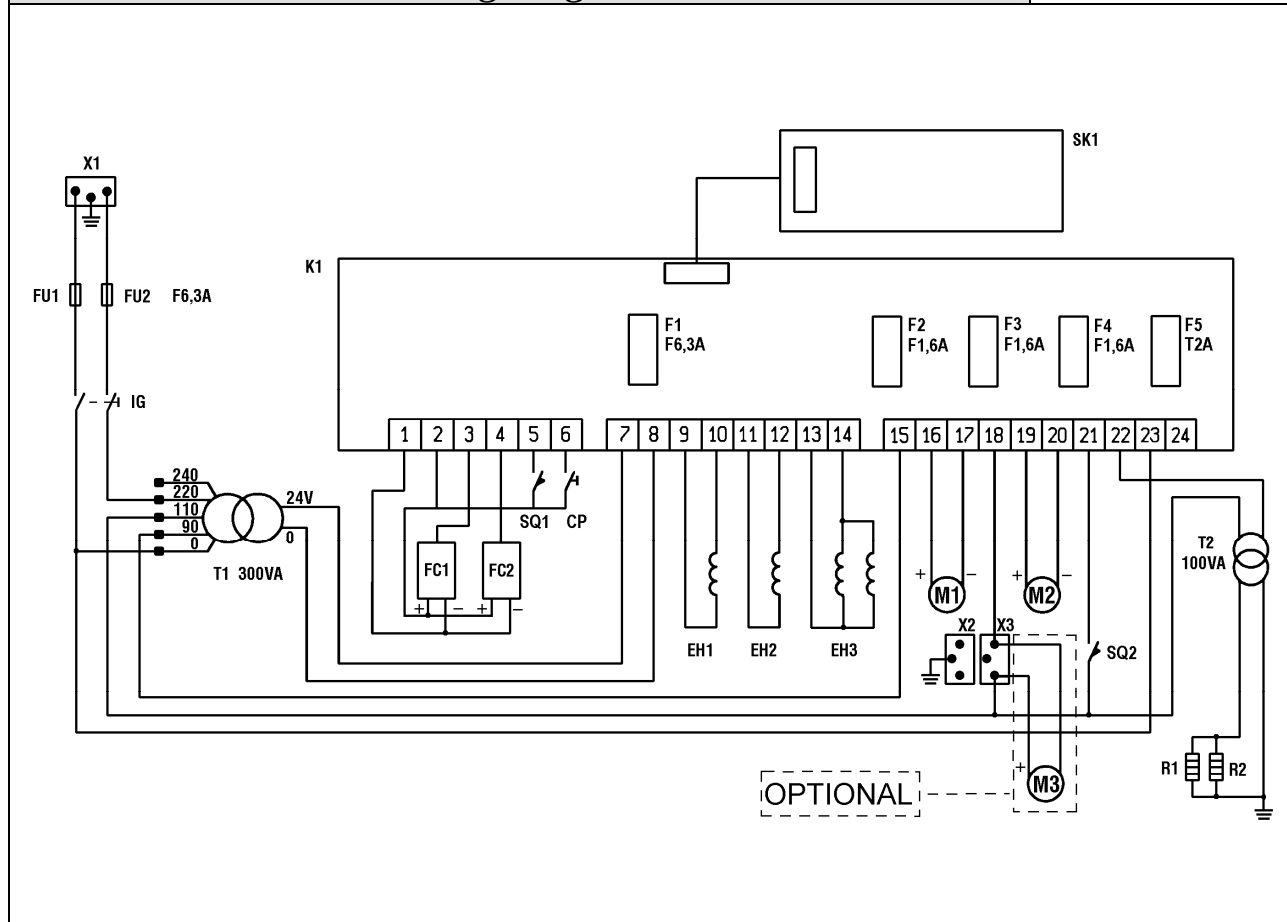 SK1
X1
K1
FU1
FU2 F6,3A
F1
F6,3A
F2
F1,6A
F3
F1,6A
F4
F1,6A
F5
T2A
IG
1 2 3 4 5 6 7 8 9 10 11 12 13 14 15 16 17 18 19 20 21 22 23 24
240
220
110
90
0
24V
0
T1 300VA
SQ1 CP
FC1 FC2
+ − + −
EH1 EH2 EH3
+ M1 −
+ M2 −
X2 X3
SQ2
T2
100VA
R1 R2
+
M3
OPTIONAL